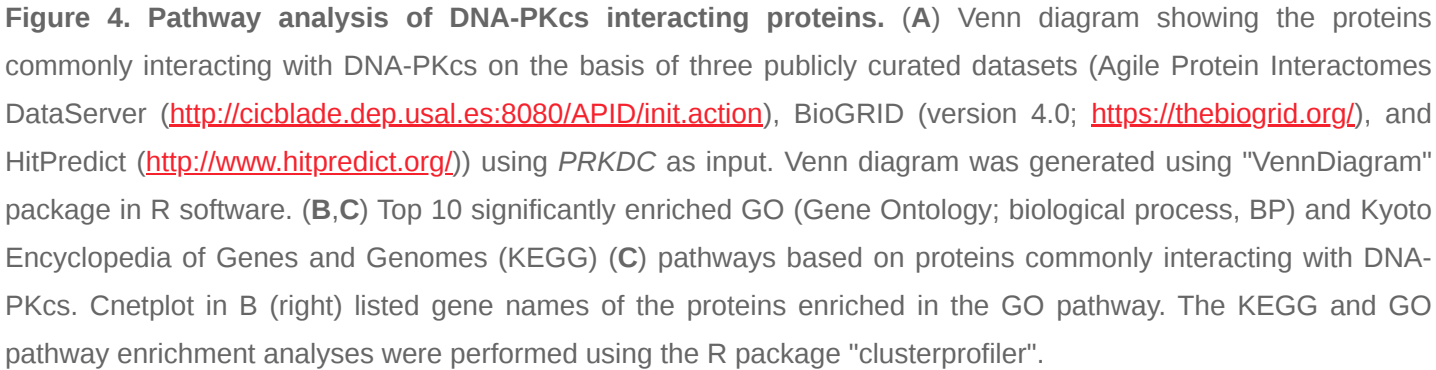 Figure 4. Pathway analysis of DNA-PKcs interacting proteins. (A) Venn diagram showing the proteins
commonly interacting with DNA-PKcs on the basis of three publicly curated datasets (Agile Protein Interactomes
DataServer (http://cicblade.dep.usal.es:8080/APID/init.action), BioGRID (version 4.0; https://thebiogrid.org/), and
HitPredict (http://www.hitpredict.org/)) using PRKDC as input. Venn diagram was generated using "VennDiagram"
package in R software. (B,C) Top 10 significantly enriched GO (Gene Ontology; biological process, BP) and Kyoto
Encyclopedia of Genes and Genomes (KEGG) (C) pathways based on proteins commonly interacting with DNA-
PKcs. Cnetplot in B (right) listed gene names of the proteins enriched in the GO pathway. The KEGG and GO
pathway enrichment analyses were performed using the R package "clusterprofiler".